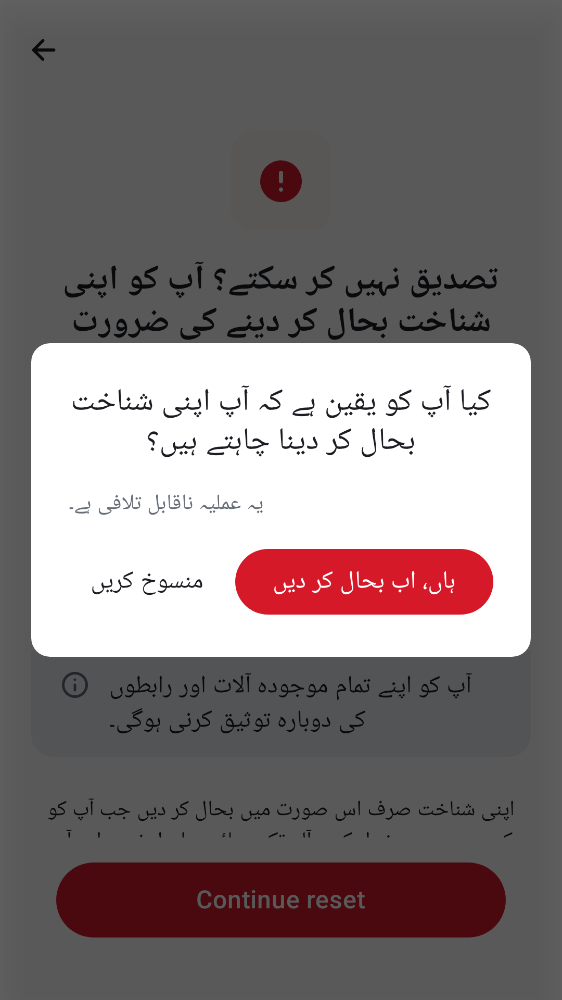 تصدیق نہیں کر سکتے؟ آپ کو اپنی
شناخت بحال کر دینے کی ضرورت
کیا آپ کو یقین ہے کہ آپ اپنی شناخت
بحال کر دینا چاہتے ہیں؟
یہ عملیہ ناقابل تلافی ہے۔
ہاں، اب بحال کر دیں
منسوخ کریں
آپ کو اپنے تمام موجودہ آلات اور رابطوں
کی دوبارہ توثیق کرنی ہوگی۔
اپنی شناخت صرف اس صورت میں بحال کر دیں جب آپ کو
Continue reset